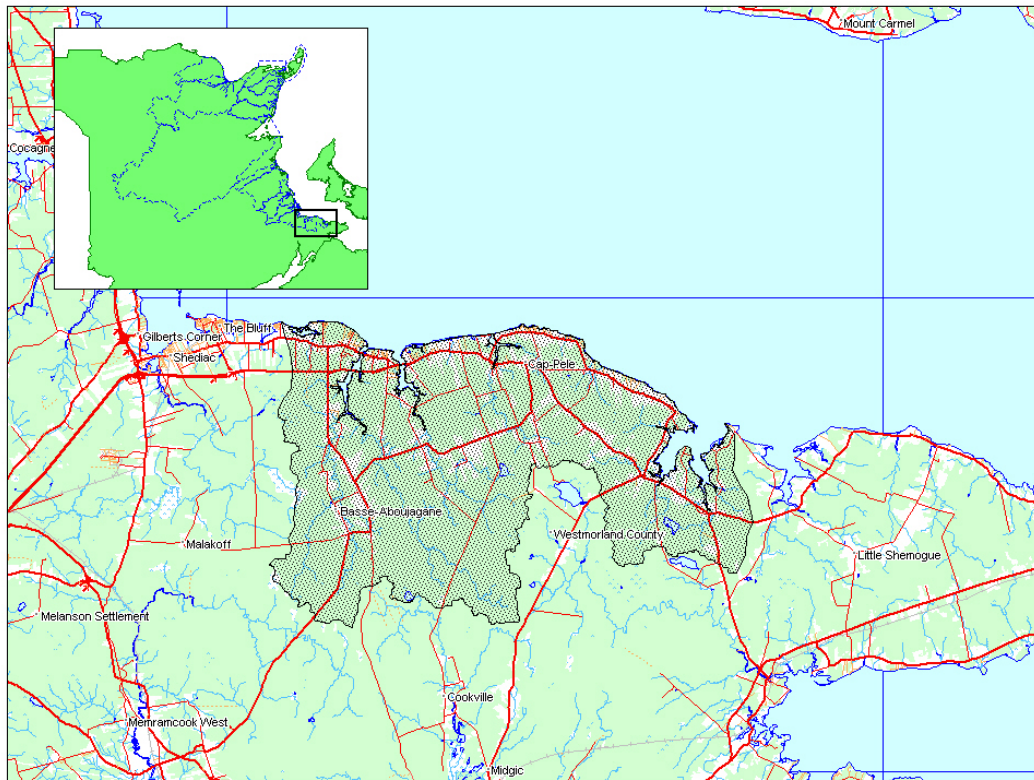 Mount Carmel
Cocagne
The Bluff
Gilberts Corner
Shediac
Cap-Pele
Basse-Aboujagane
Westmorland County
Malakoff
Little Shemogue
Melanson Settlement
Cookville
Memramcook West
Midgic